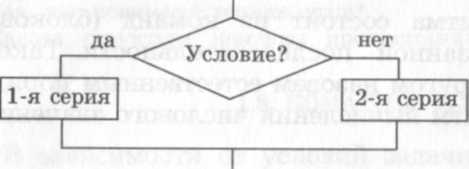 да
Условие?
нет
1-я серия
2-я серия